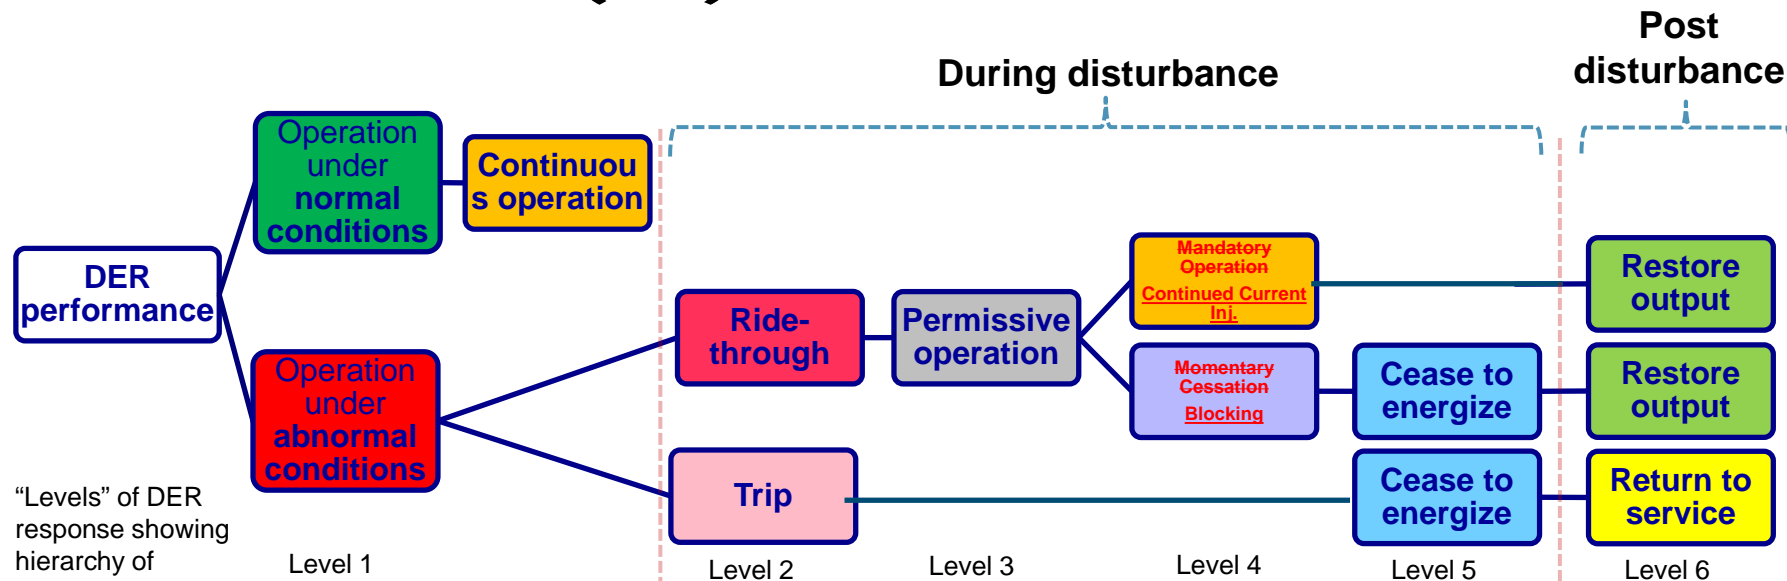 Post
disturbance
During disturbance
Operation
under
normal
conditions
Continuou
s operation
DER
performance
Operation
under
abnormal
conditions
Ride-
through
Permissive
operation
Mandatory
Operation
Continued Current
Inj.
Restore
output
Momentary
Cessation
Blocking
Cease to
energize
Restore
output
Trip
Cease to
energize
Return to
service
“Levels” of DER
response showing
hierarchy of
Level 1
Level 2
Level 3
Level 4
Level 5
Level 6